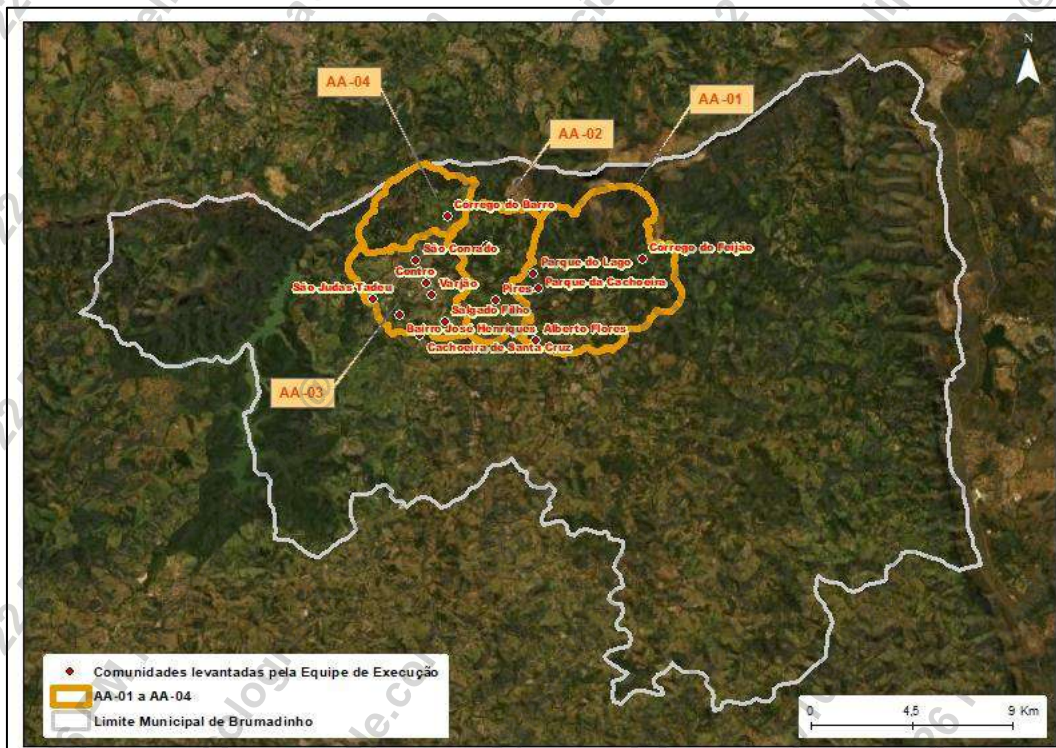 N
AA-04
AA-01
AA-02
Corrego do Barro
São Conrado
Corrego do Feijão
Parque do Lago
Centro
Parque da Cachoeira
Varjão
São Judas Tadeu
Pires
Salgado Filho
Bairro José Henriques
Alberto Flores
Cachoeira de Santa Cruz
AA-03
Comunidades levantadas pela Equipe de Execução
AA-01 a AA-04
Limite Municipal de Brumadinho
0 4,5 9 Km